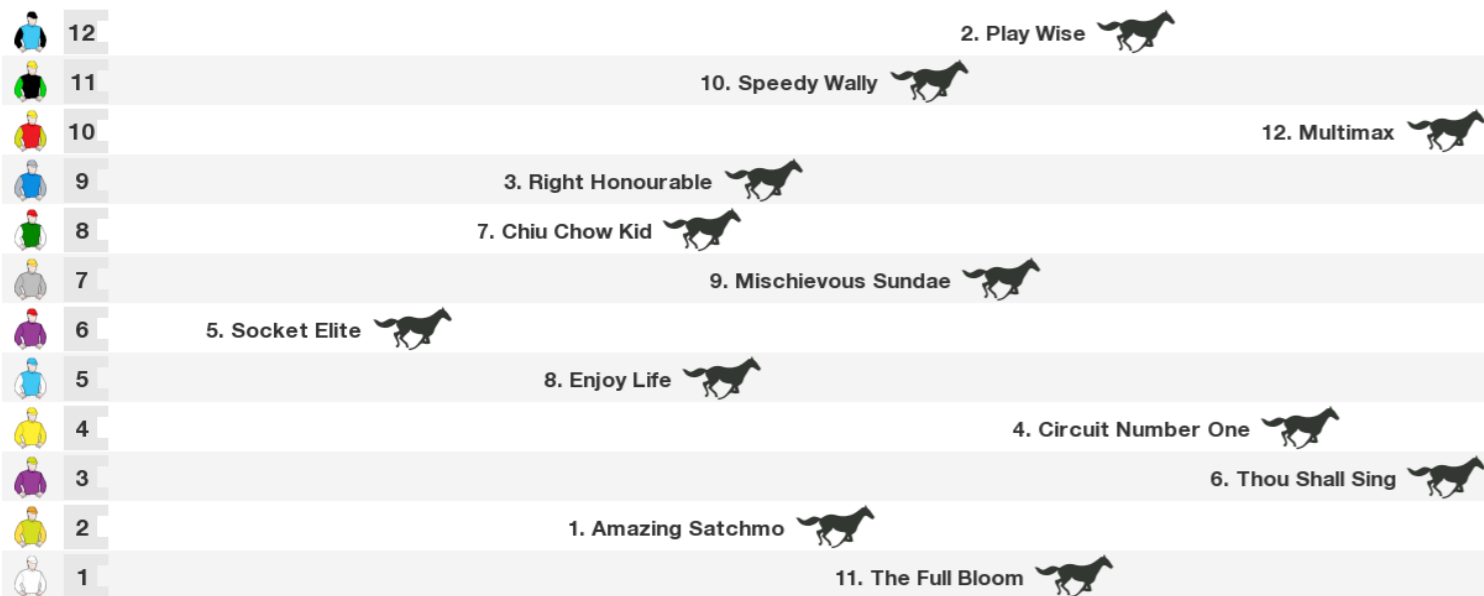 12 2. Play Wise
11 10. Speedy Wally
10 12. Multimax
9 3. Right Honourable
8 7. Chiu Chow Kid
7 9. Mischievous Sundae
6 5. Socket Elite
5 8. Enjoy Life
4 4. Circuit Number One
3 6. Thou Shall Sing
2 1. Amazing Satchmo
1 11. The Full Bloom